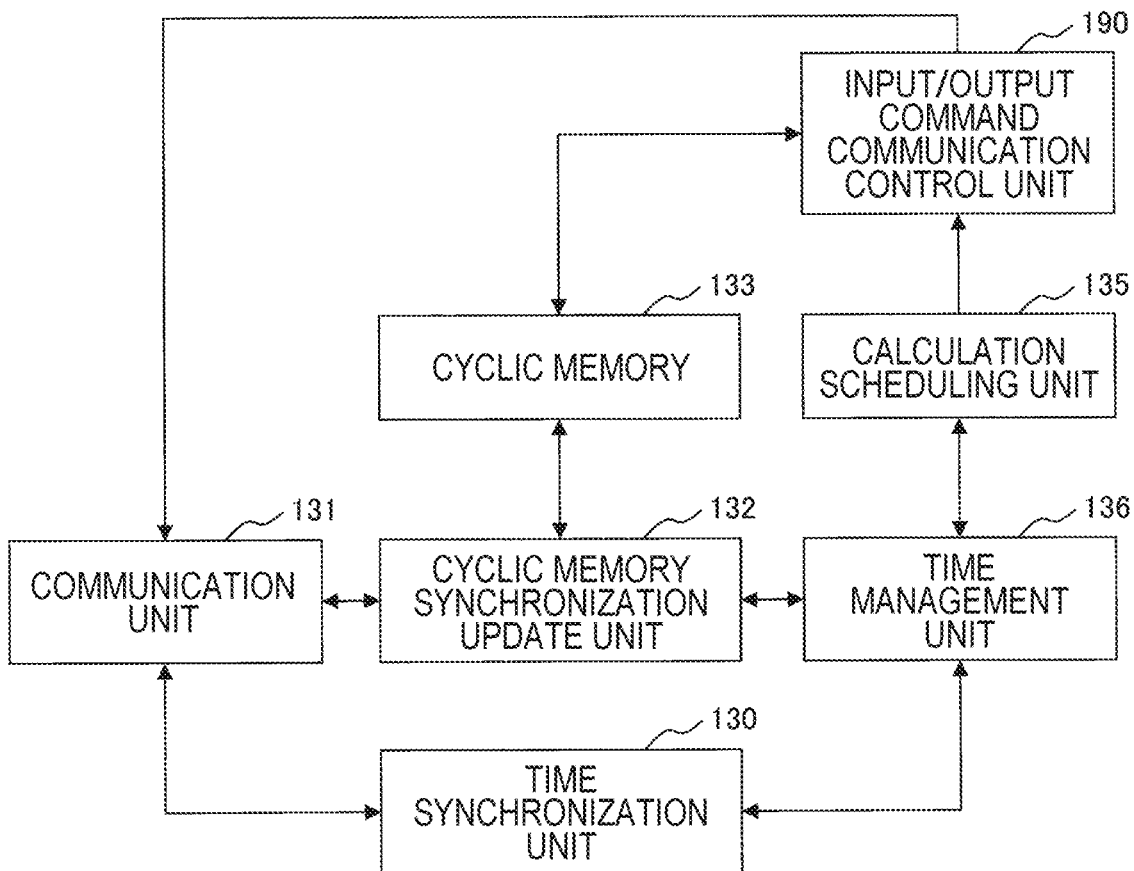 190
INPUT/OUTPUT
COMMAND
COMMUNICATION
CONTROL UNIT
133
CYCLIC MEMORY
135
CALCULATION
SCHEDULING UNIT
131
COMMUNICATION
UNIT
132
CYCLIC MEMORY
SYNCHRONIZATION
UPDATE UNIT
136
TIME
MANAGEMENT
UNIT
130
TIME
SYNCHRONIZATION
UNIT